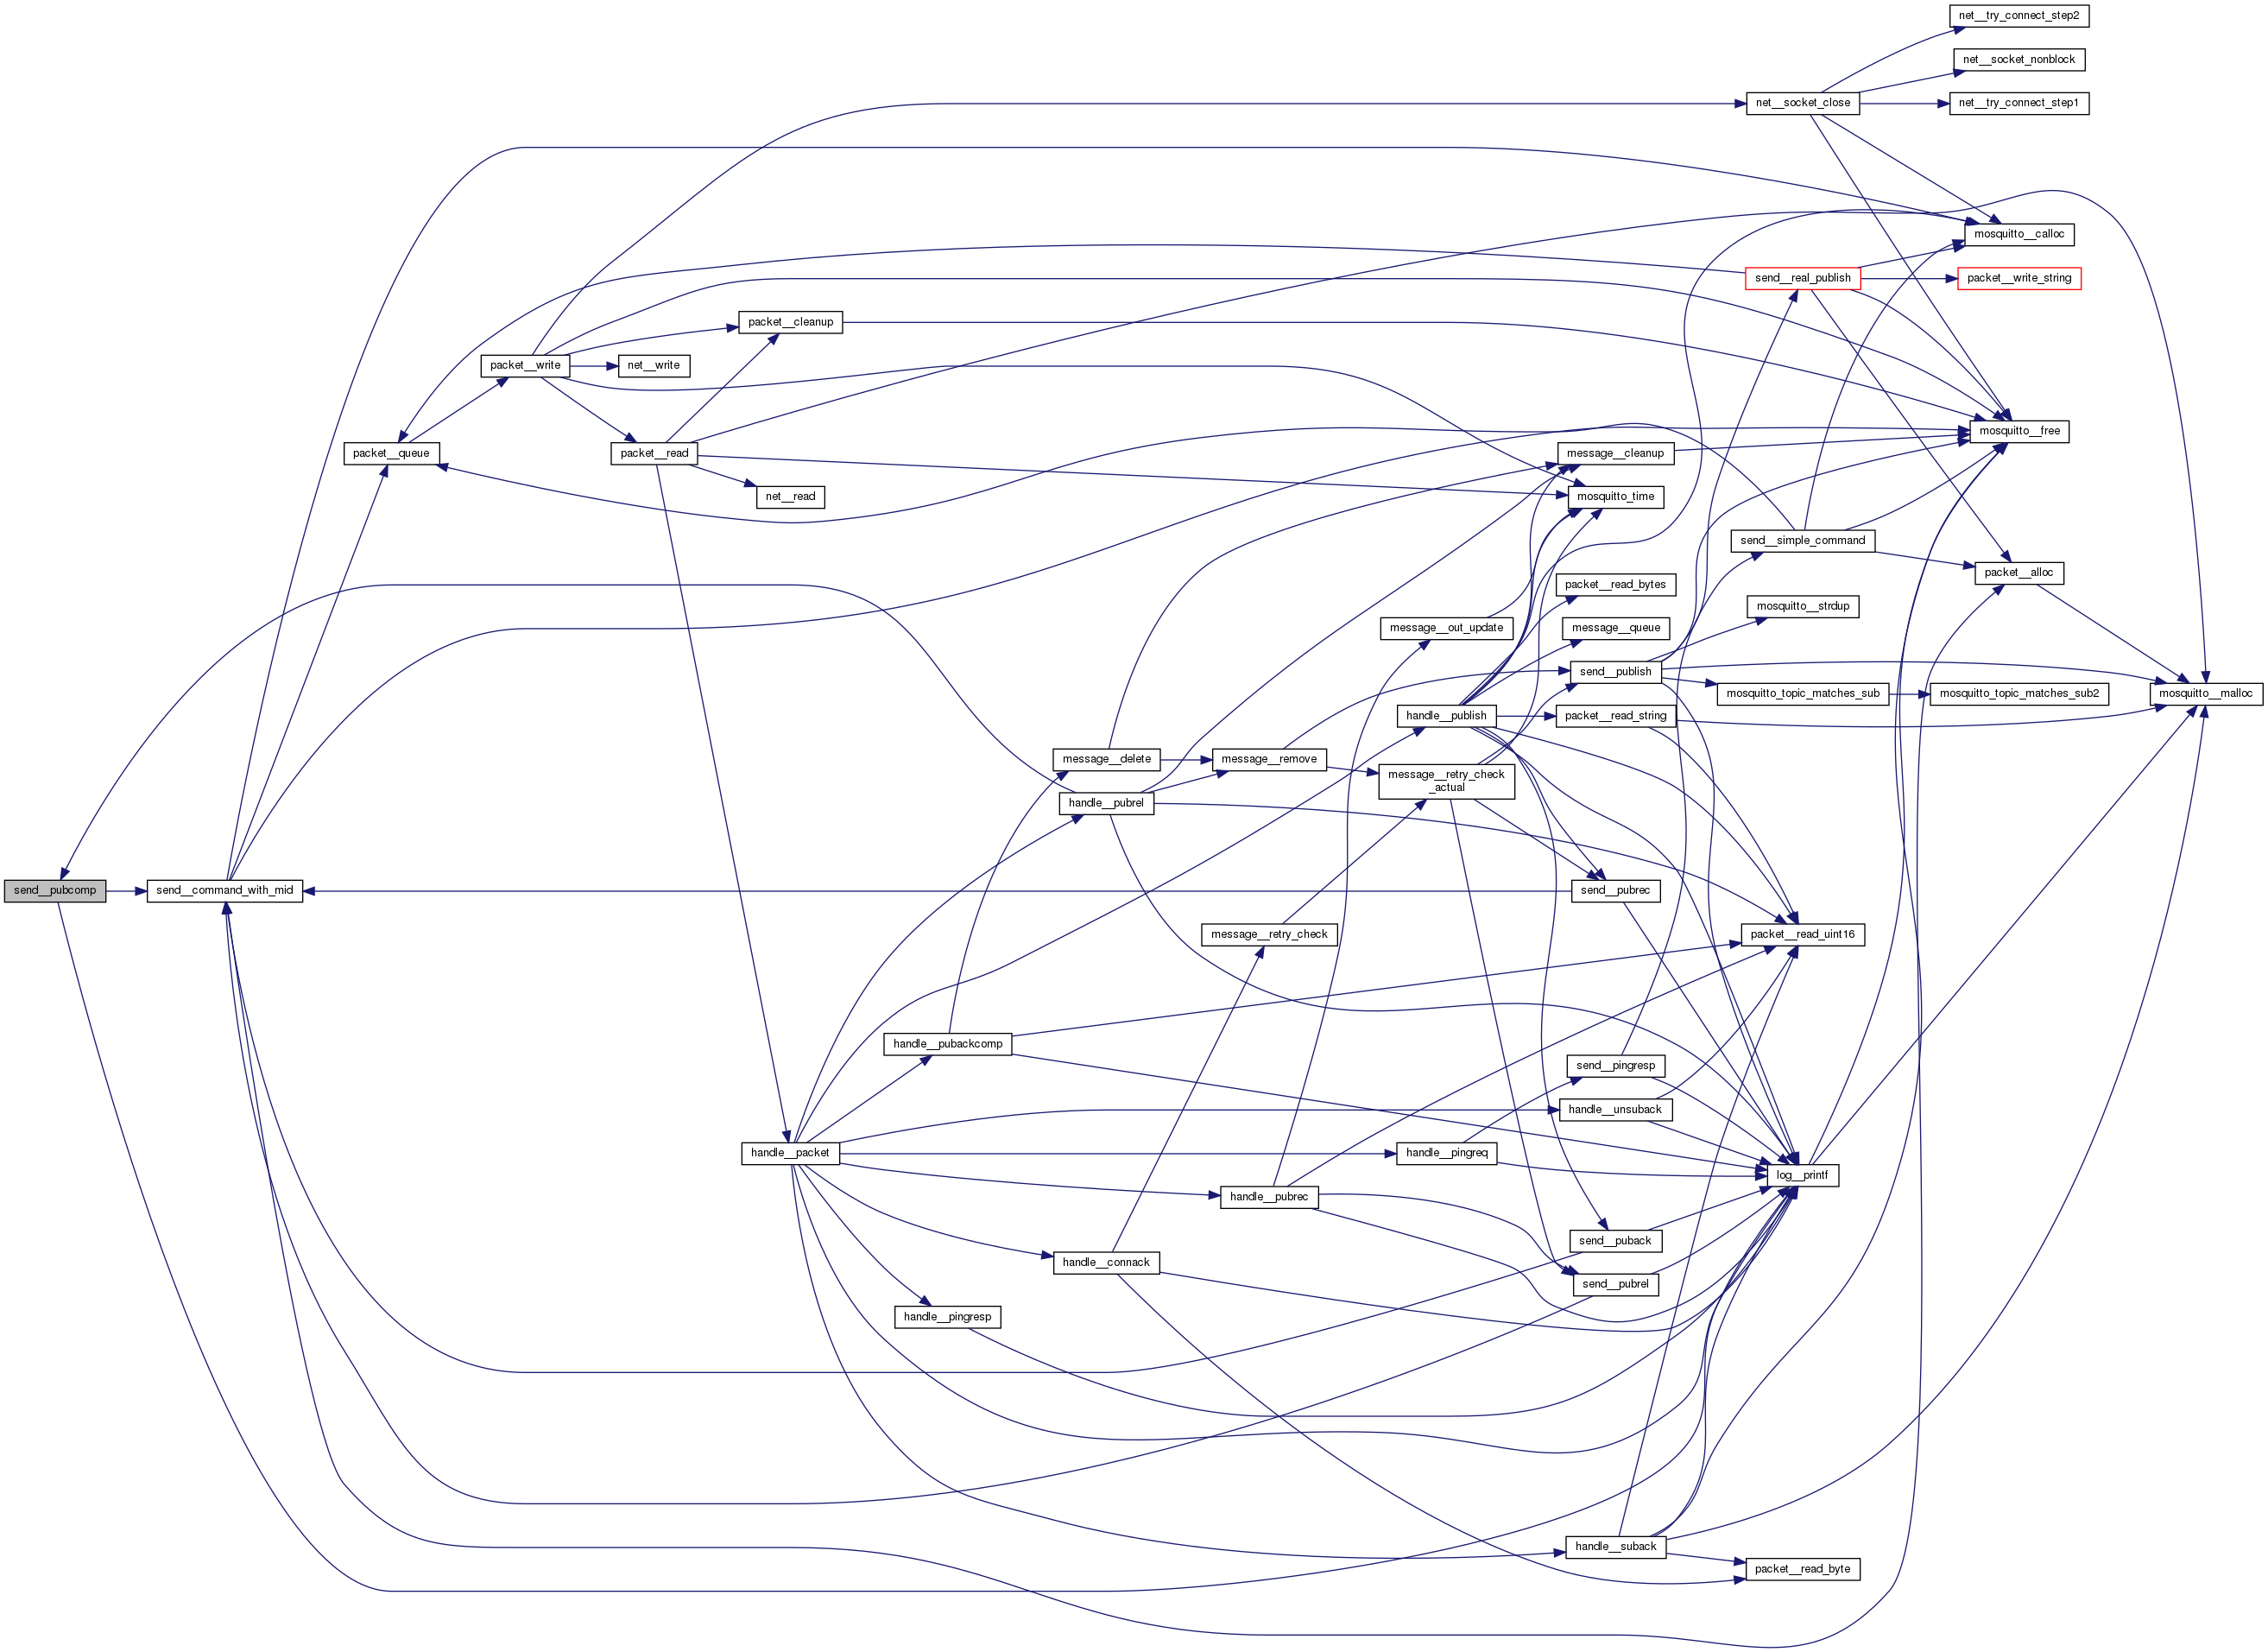 net__try_connect_step2
net__socket_nonblock
net__socket_close
net__try_connect_step1
mosquitto__calloc
send__real_publish
packet__write_string
packet__cleanup
packet__write
net__write
mosquitto__free
packet__queue
packet__read
message__cleanup
net__read
mosquitto_time
send__simple_command
packet__alloc
packet__read_bytes
mosquitto__strdup
message__out_update
message__queue
send__publish
mosquitto_topic_matches_sub
mosquitto_topic_matches_sub2
mosquitto__malloc
handle__publish
packet__read_string
message__delete
message__remove
message__retry_check
_actual
handle__pubrel
send__pubcomp
send__command_with_mid
send__pubrec
message__retry_check
packet__read_uint16
handle__pubackcomp
send__pingresp
handle__unsuback
handle__packet
handle__pingreq
log__printf
handle__pubrec
send__puback
handle__connack
send__pubrel
handle__pingresp
handle__suback
packet__read_byte